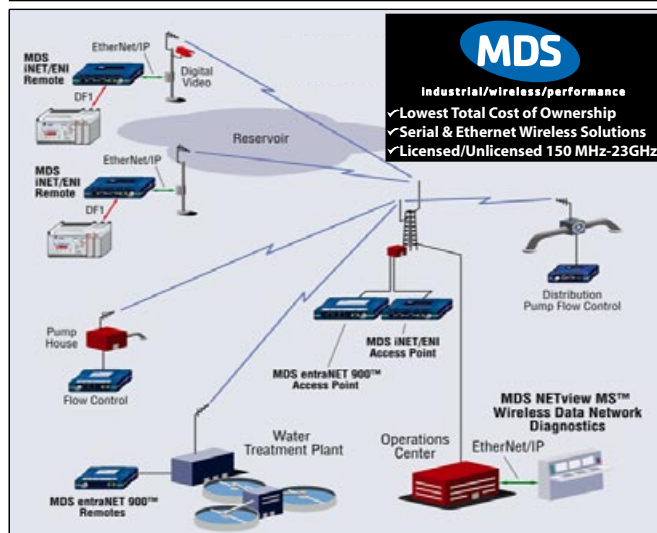 MDS
industrial/wireless/performance
✓Lowest Total Cost of Ownership
✓Serial & Ethernet Wireless Solutions
✓Licensed/Unlicensed 150 MHz-23GHz
EtherNet/IP
MDS
iNET/ENI
Remote
DF1
Digital
Video
Reservoir
EtherNet/IP
MDS
iNET/ENI
Remote
DF1
Distribution
Pump Flow Control
Pump
House
Flow Control
MDS iNET/ENI
Access Point
MDS entraNET 900™
Access Point
MDS NETview MS™
Wireless Data Network
Diagnostics
Water
Treatment Plant
Operations
Center
EtherNet/IP
MDS entraNET 900™
Remotes